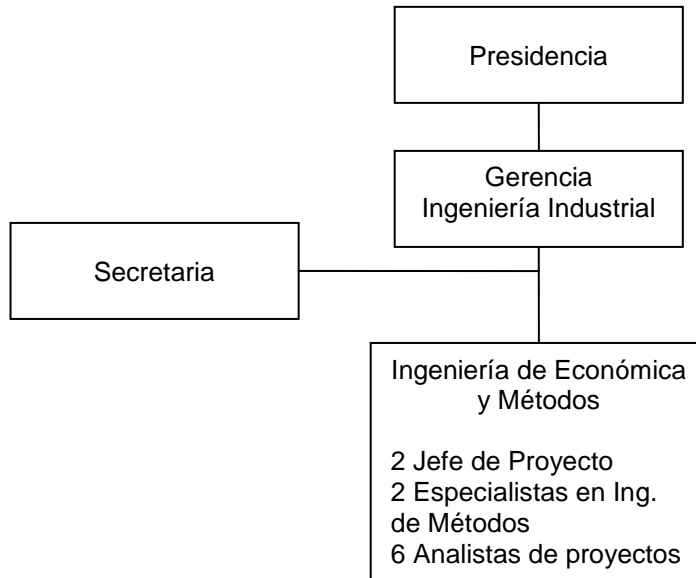 Presidencia
Gerencia
Ingeniería Industrial
Secretaria
Ingeniería de Económica
y Métodos
2 Jefe de Proyecto
2 Especialistas en Ing.
de Métodos
6 Analistas de proyectos